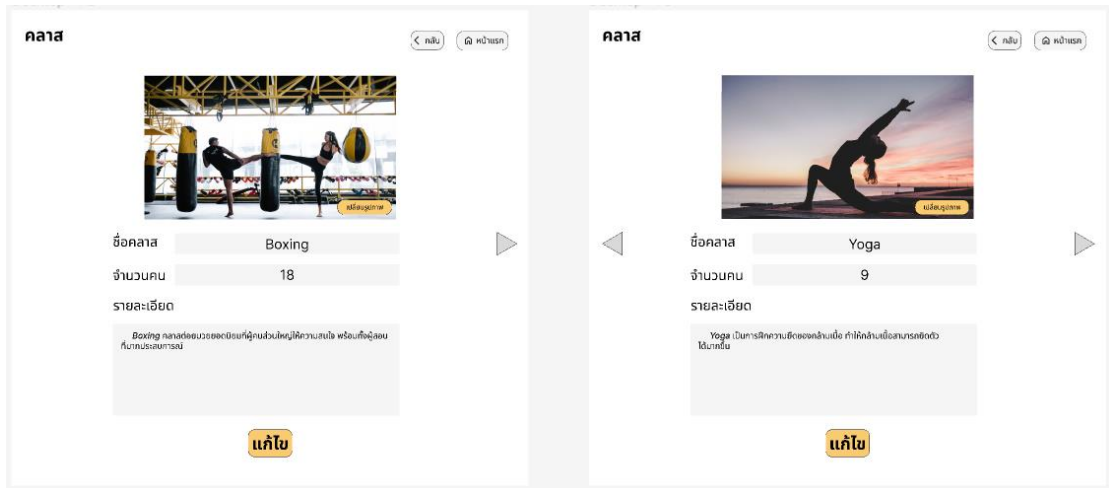 คลาส
กลับ
หน้าแรก
เปลี่ยนรูปภาพ
ชื่อคลาส
Boxing
จำนวนคน
18
รายละเอียด
Boxing คลาสต่อยมวยยอดนิยมที่ผู้คนส่วนใหญ่ให้ความสนใจ พร้อมทั้งผู้สอน
ที่มากประสบการณ์
แก้ไข
คลาส
กลับ
หน้าแรก
เปลี่ยนรูปภาพ
ชื่อคลาส
Yoga
จำนวนคน
9
รายละเอียด
Yoga เป็นการฝึกความยืดของกล้ามเนื้อ ทำให้กล้ามเนื้อสามารถยืดตัว
ได้มากขึ้น
แก้ไข